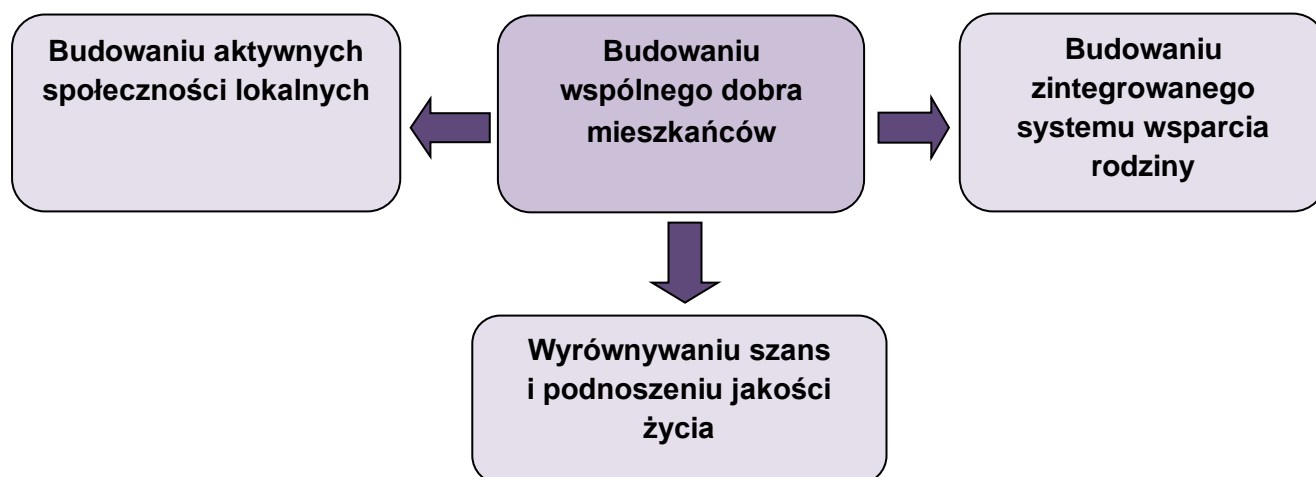 Budowaniu aktywnych
społeczności lokalnych
Budowaniu
wspólnego dobra
mieszkańców
Budowaniu
zintegrowanego
systemu wsparcia
rodziny
Wyrównywaniu szans
i podnoszeniu jakości
życia